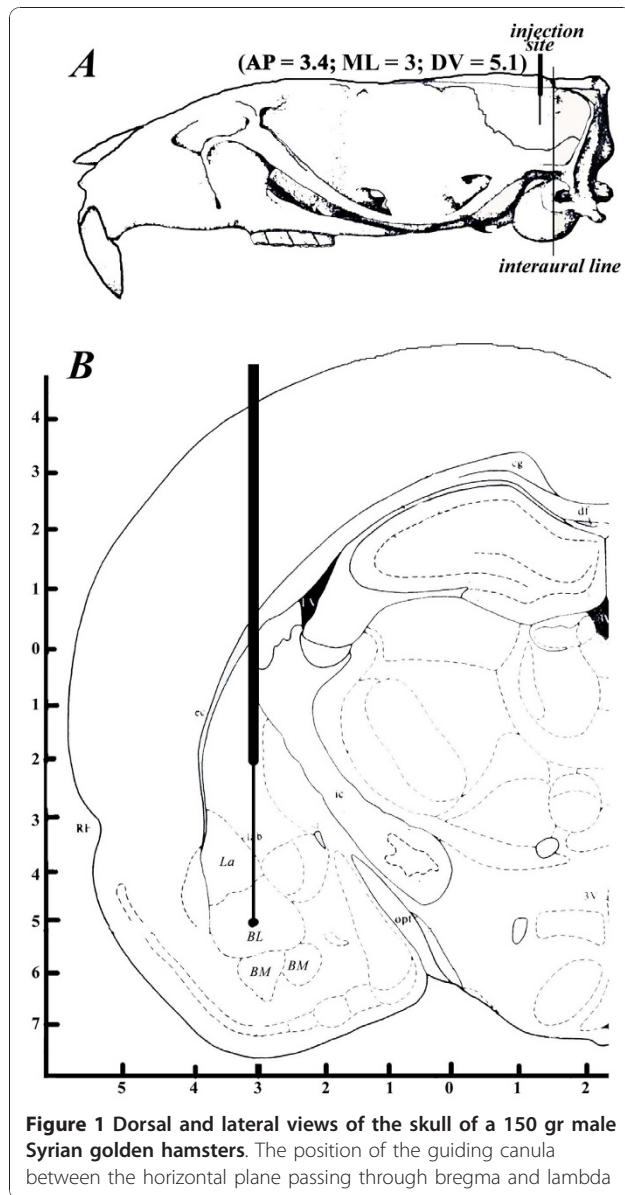 injection
site
A
(AP = 3.4; ML = 3; DV = 5.1)
interaural line
B
4
3
2
1
0
1
2
3
4
5
6
7
cg
df
ec
ic
La
BL
BM BM
opt
3V
5 4 3 2 1 0 1 2
Figure 1 Dorsal and lateral views of the skull of a 150 gr male
Syrian golden hamsters. The position of the guiding canula
between the horizontal plane passing through bregma and lambda